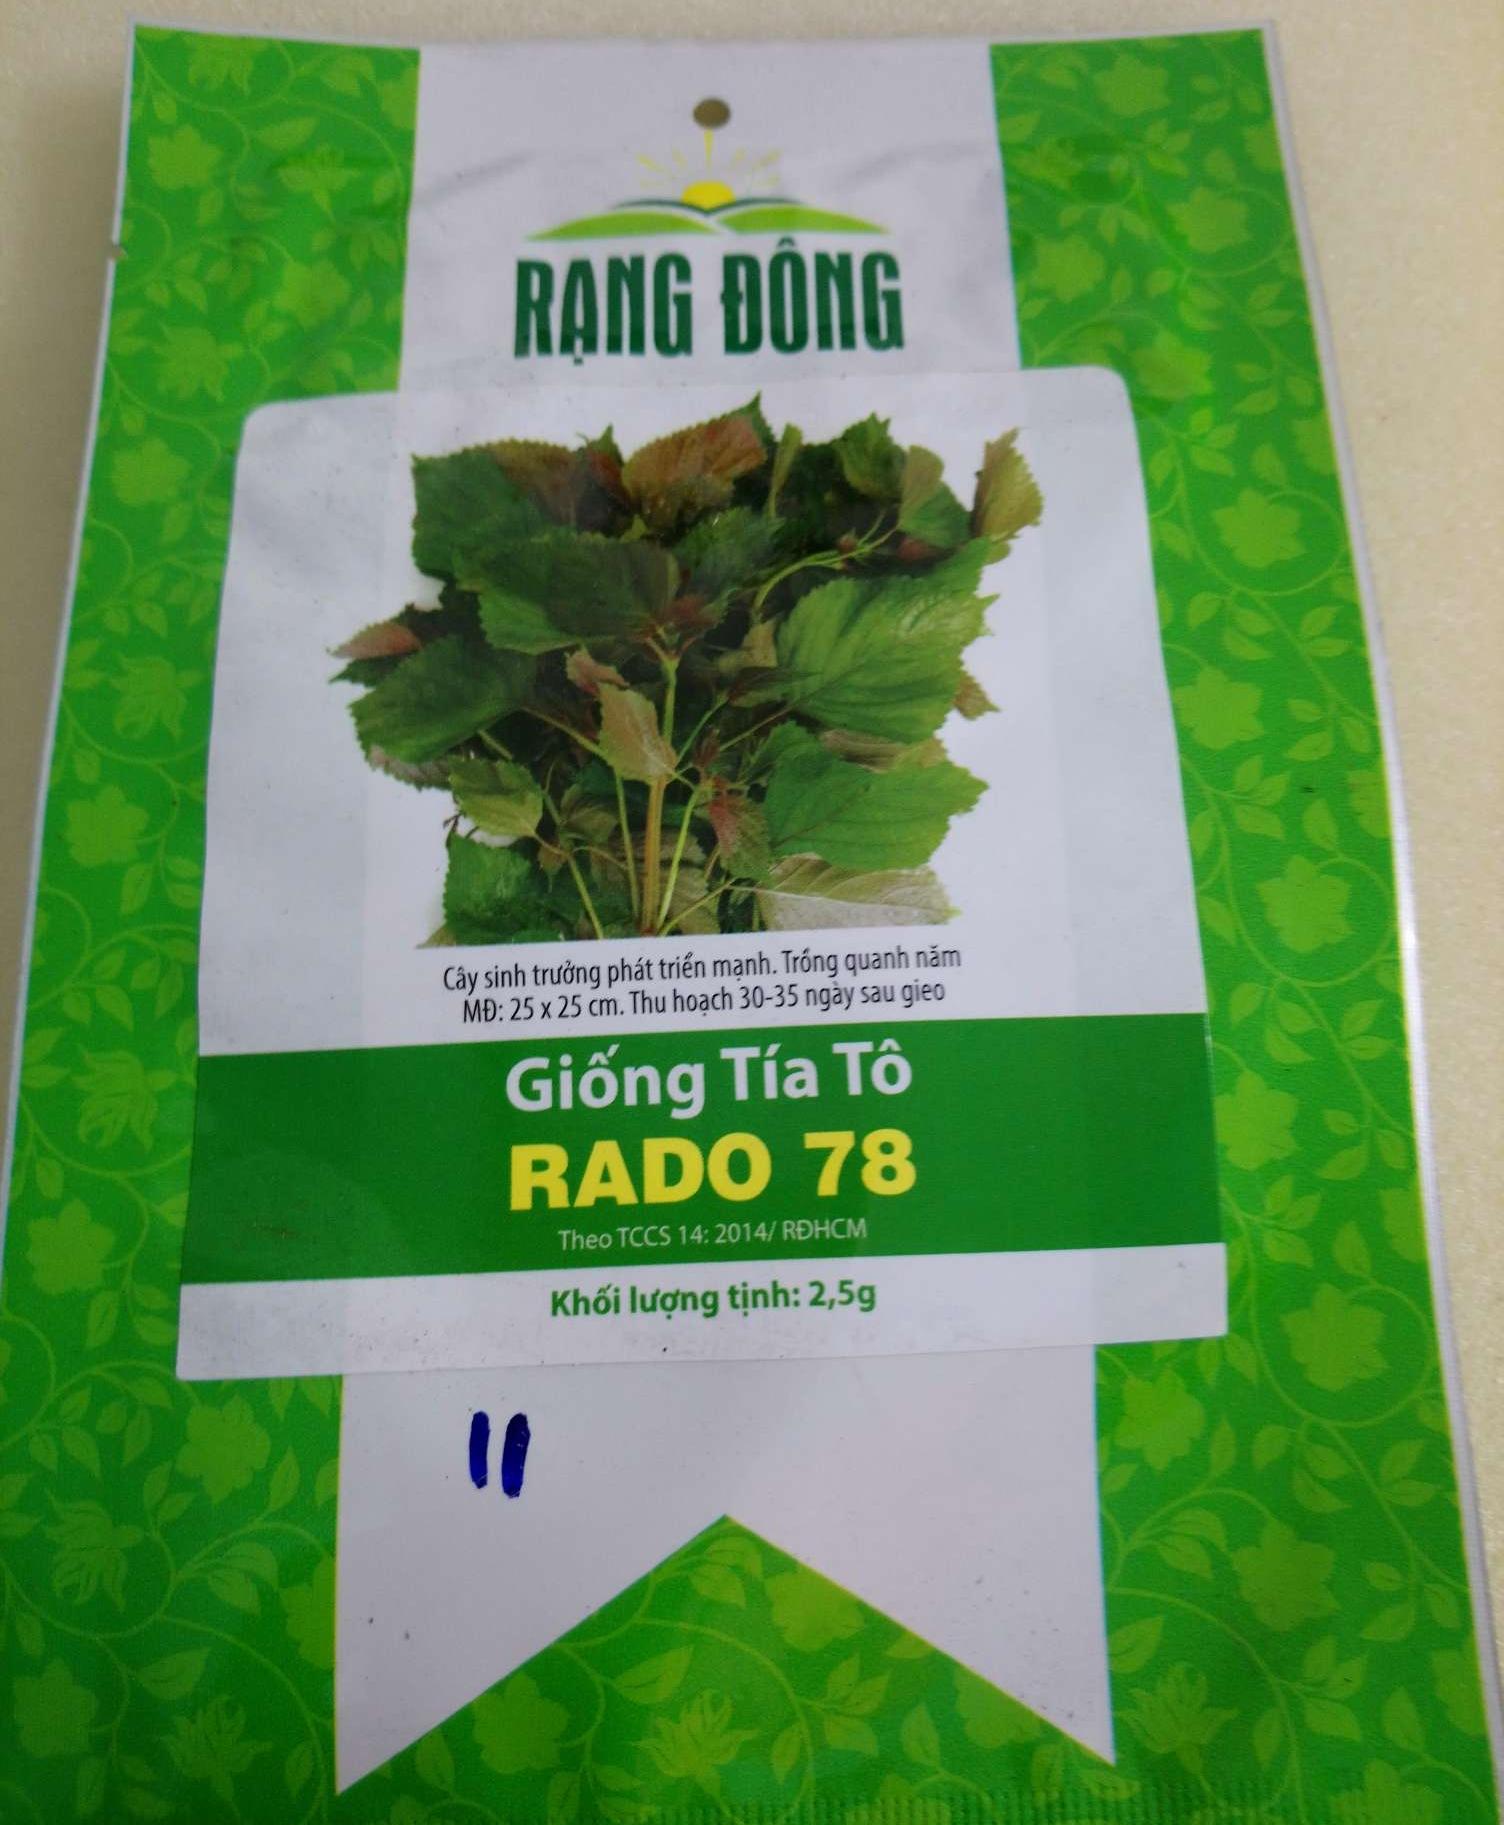 RẠNG ĐÔNG
Cây sinh trưởng phát triển mạnh. Trồng quanh năm
MĐ: 25 x 25 cm. Thu hoạch 30-35 ngày sau gieo
Giống Tía Tô
RADO 78
Theo TCCS 14: 2014/ RĐHCM
Khối lượng tịnh: 2,5g
11